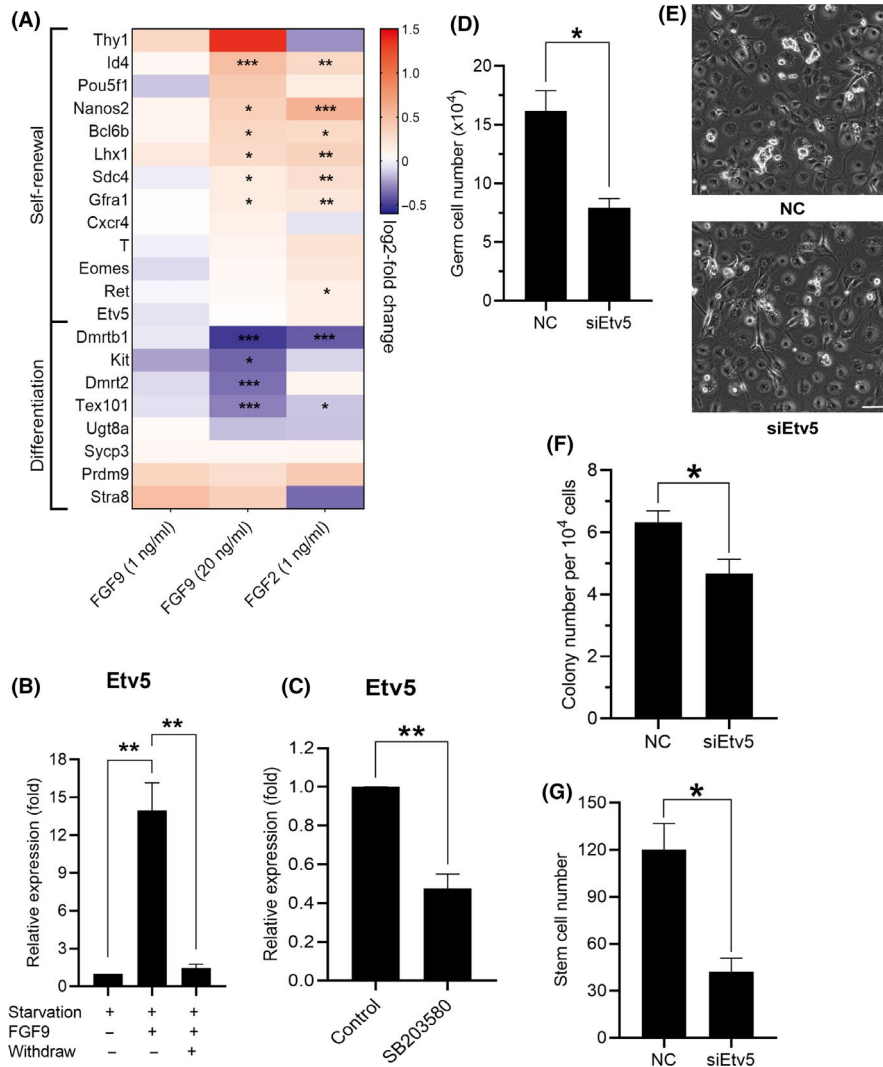 (A)
Self-renewal
Differentiation
Thy1
Id4
Pou5f1
Nanos2
Bcl6b
Lhx1
Sdc4
Gfra1
Cxcr4
T
Eomes
Ret
Etv5
Dmrtb1
Kit
Dmrt2
Tex101
Ugt8a
Sycp3
Prdm9
Stra8
*** **
* ***
* *
* **
* **
* **
*
*** ***
*
***
*** *
FGF9 (1 ng/ml)
FGF9 (20 ng/ml)
FGF2 (1 ng/ml)
1.5
1.0
0.5
0
−0.5
log2-fold change
(B)
Etv5
Relative expression (fold)
18
15
12
9
6
3
0
** **
Starvation + + +
FGF9 – + +
Withdraw – – +
(C)
Etv5
Relative expression (fold)
1.2
1.0
0.8
0.6
0.4
0.2
0.0
**
Control
SB203580
(D)
Germ cell number (x10⁴)
20
15
10
5
0
*
NC siEtv5
(E)
NC
siEtv5
(F)
Colony number per 10⁴ cells
8
6
4
2
0
*
NC siEtv5
(G)
Stem cell number
150
120
90
60
30
0
*
NC siEtv5